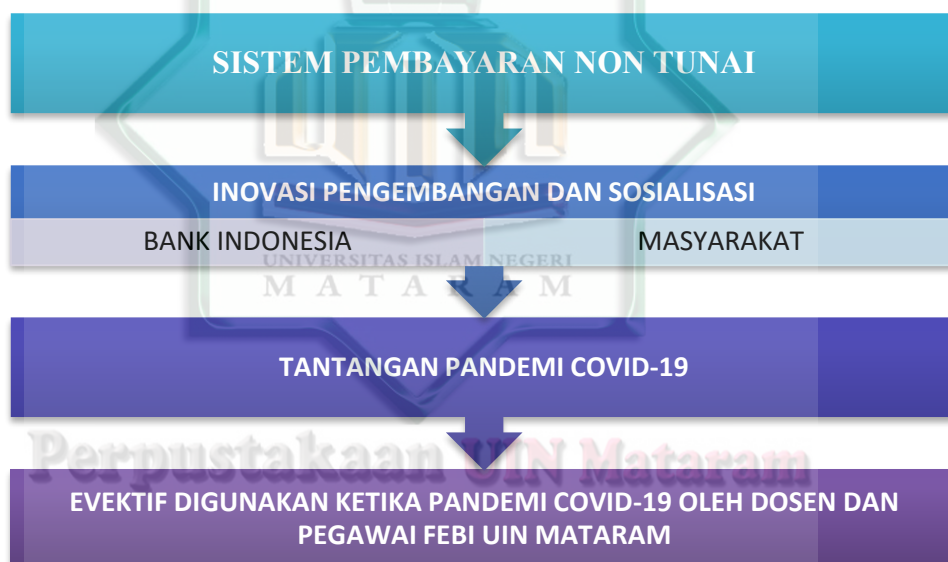 SISTEM PEMBAYARAN NON TUNAI
INOVASI PENGEMBANGAN DAN SOSIALISASI
BANK INDONESIA MASYARAKAT
UNIVERSITAS ISLAM NEGERI
MATARAM
TANTANGAN PANDEMI COVID-19
Perpustakaan UIN Mataram
EVEKTIF DIGUNAKAN KETIKA PANDEMI COVID-19 OLEH DOSEN DAN
PEGAWAI FEBI UIN MATARAM